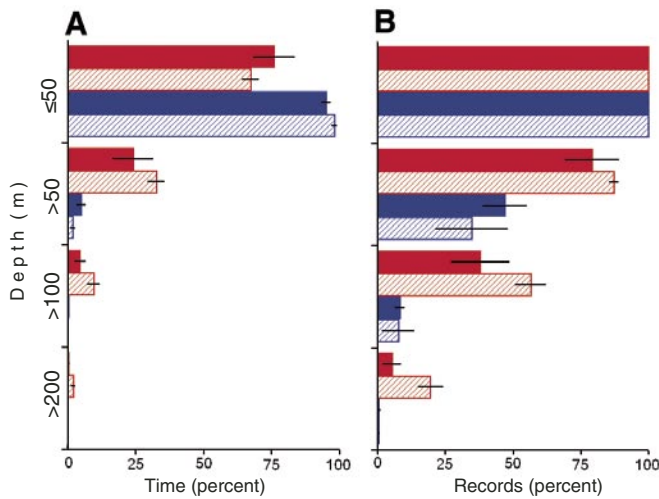 A
B
≤50
>50
>100
>200
Depth (m)
0 25 50 75 100
0 25 50 75 100
Time (percent)
Records (percent)